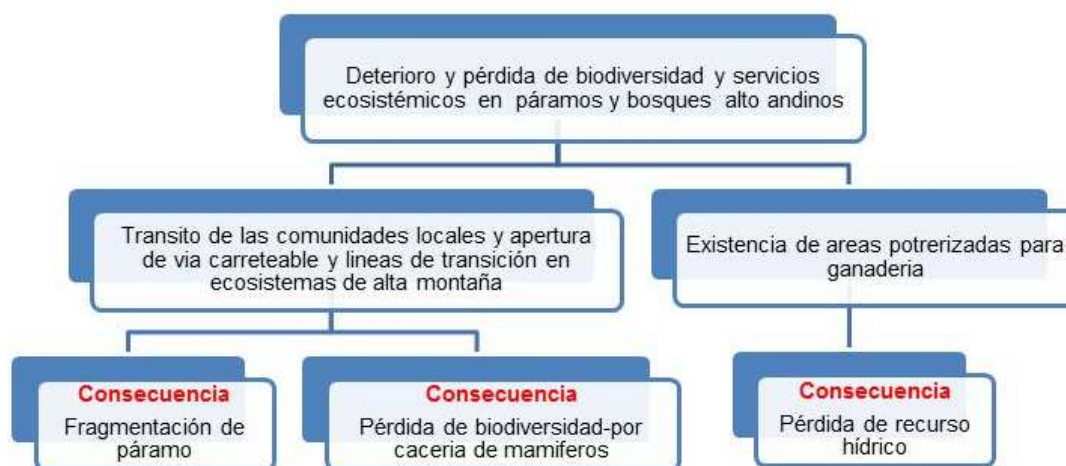 Deterioro y pérdida de biodiversidad y servicios
ecosistémicos en páramos y bosques alto andinos
Transito de las comunidades locales y apertura
de via carreteable y lineas de transición en
ecosistemas de alta montaña
Existencia de areas potrerizadas para
ganaderia
Consecuencia
Fragmentación de
páramo
Consecuencia
Pérdida de biodiversidad-por
caceria de mamiferos
Consecuencia
Pérdida de recurso
hídrico